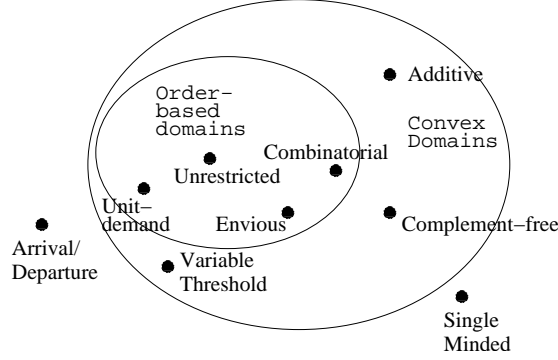 Additive
Order-
based
domains
Convex
Domains
Combinatorial
Unrestricted
Unit-
demand
Envious
Complement-free
Arrival/
Departure
Variable
Threshold
Single
Minded